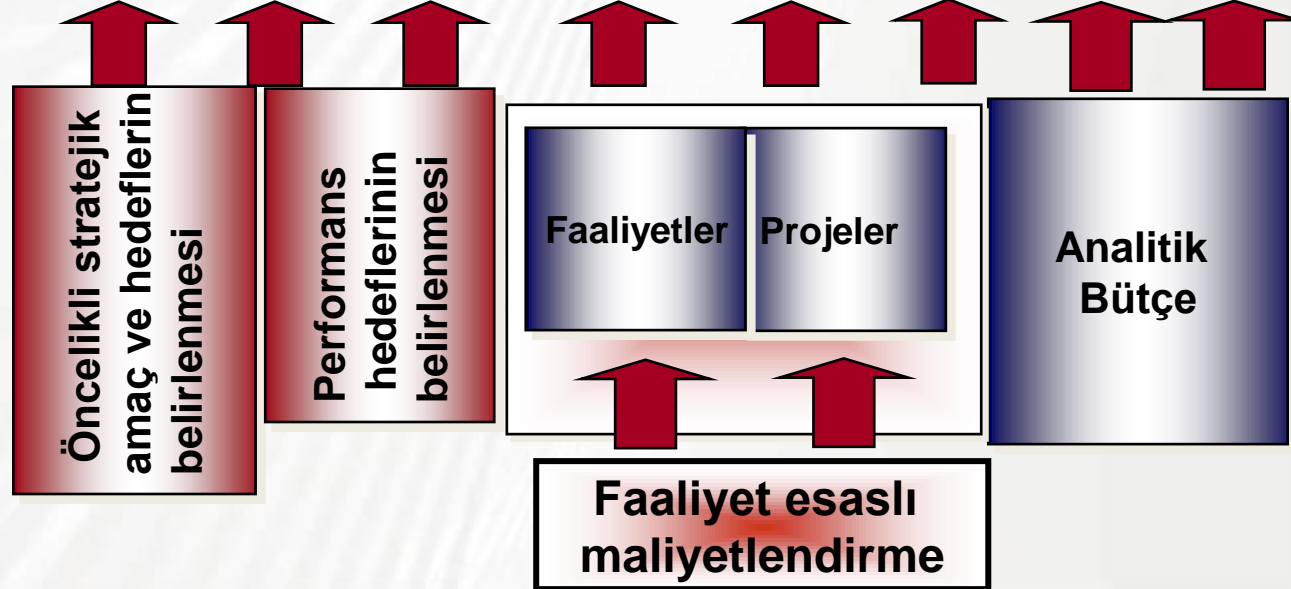 Öncelikli stratejik
amaç ve hedeflerin
belirlenmesi
Performans
hedeflerinin
belirlenmesi
Faaliyetler
Projeler
Analitik
Bütçe
Faaliyet esaslı
maliyetlendirme